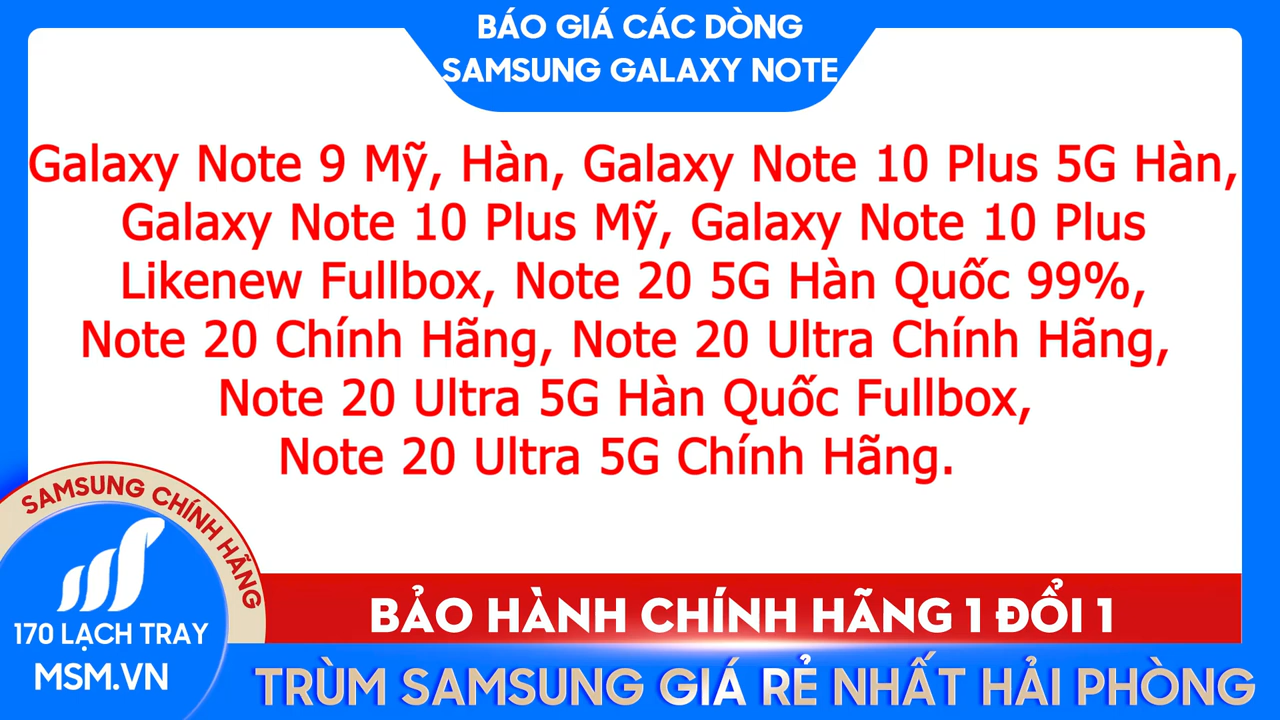 BÁO GIÁ CÁC DÒNG
SAMSUNG GALAXY NOTE
Galaxy Note 9 Mỹ, Hàn, Galaxy Note 10 Plus 5G Hàn,
Galaxy Note 10 Plus Mỹ, Galaxy Note 10 Plus
Likenew Fullbox, Note 20 5G Hàn Quốc 99%,
Note 20 Chính Hãng, Note 20 Ultra Chính Hãng,
Note 20 Ultra 5G Hàn Quốc Fullbox,
Note 20 Ultra 5G Chính Hãng.
SAMSUNG CHÍNH HÃNG
170 LẠCH TRAY
MSM.VN
BẢO HÀNH CHÍNH HÃNG 1 ĐỔI 1
TRÙM SAMSUNG GIÁ RẺ NHẤT HẢI PHÒNG